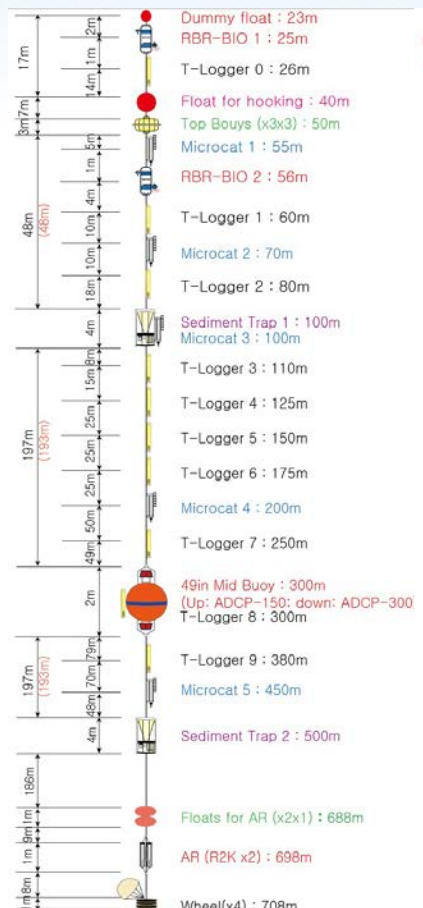 Dummy float : 23m
RBR-BIO 1 : 25m
T-Logger 0 : 26m
Float for hooking : 40m
Top Bouys (x3x3) : 50m
Microcat 1 : 55m
RBR-BIO 2 : 56m
T-Logger 1 : 60m
Microcat 2 : 70m
T-Logger 2 : 80m
Sediment Trap 1 : 100m
Microcat 3 : 100m
T-Logger 3 : 110m
T-Logger 4 : 125m
T-Logger 5 : 150m
T-Logger 6 : 175m
Microcat 4 : 200m
T-Logger 7 : 250m
49in Mid Buoy : 300m
(Up: ADCP-150: down: ADCP-300)
T-Logger 8 : 300m
T-Logger 9 : 380m
Microcat 5 : 450m
Sediment Trap 2 : 500m
Floats for AR (x2x1) : 688m
AR (R2K x2) : 698m
Wheel(x4) : 708m
17m
7m
3m
48m
(48m)
4m
197m
(193m)
2m
197m
(193m)
4m
186m
1m
9m
1m
8m
1m
2m
1m
14m
5m
1m
4m
10m
10m
18m
8m
15m
25m
25m
25m
50m
49m
79m
70m
48m